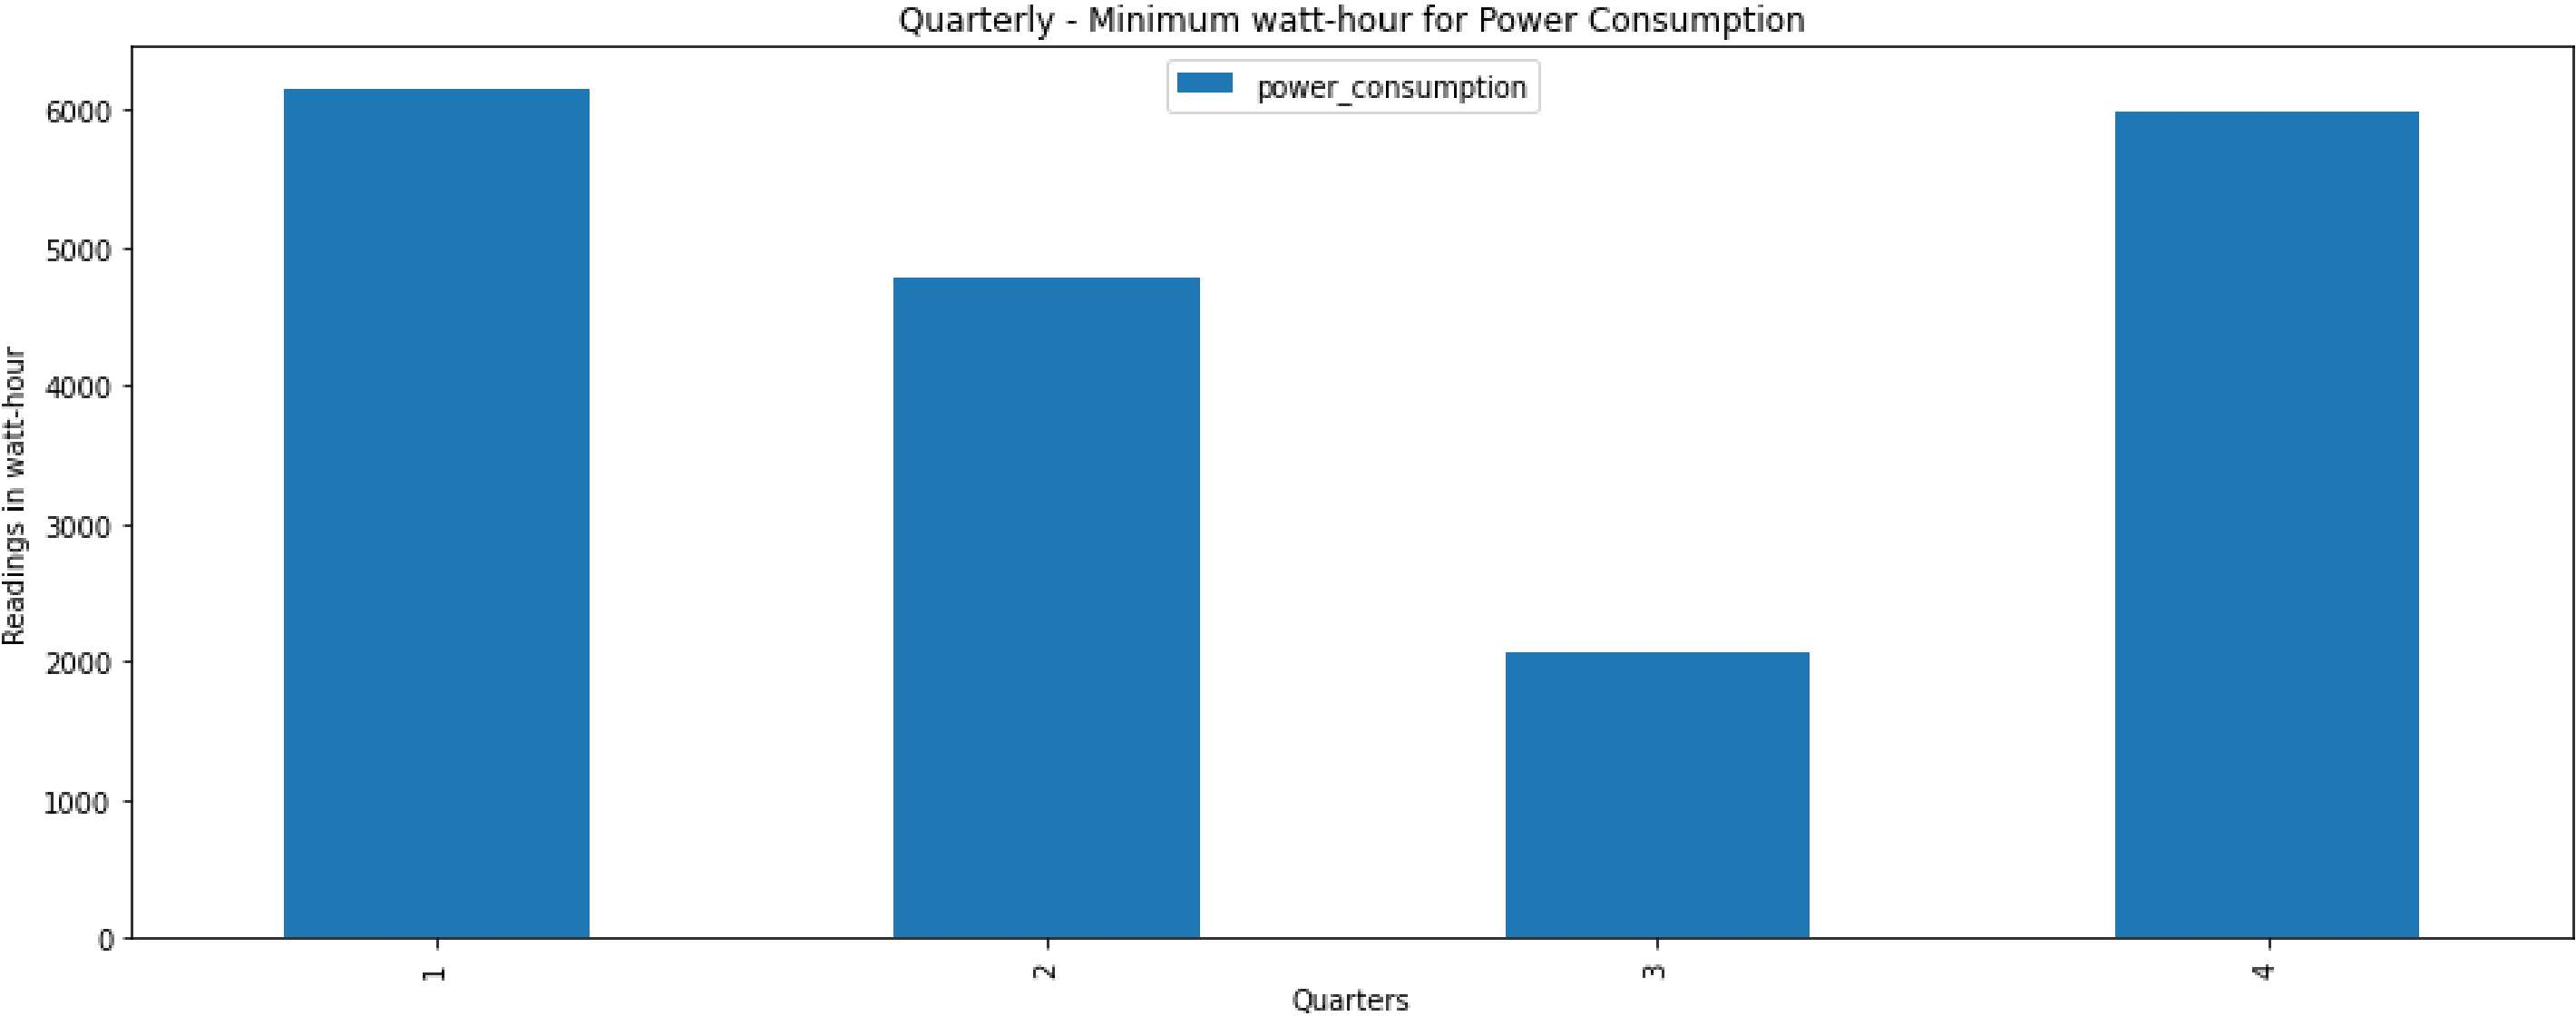 Quarterly - Minimum watt-hour for Power Consumption
power_consumption
Readings in watt-hour
6000
5000
4000
3000
2000
1000
0
1
2
3
4
Quarters